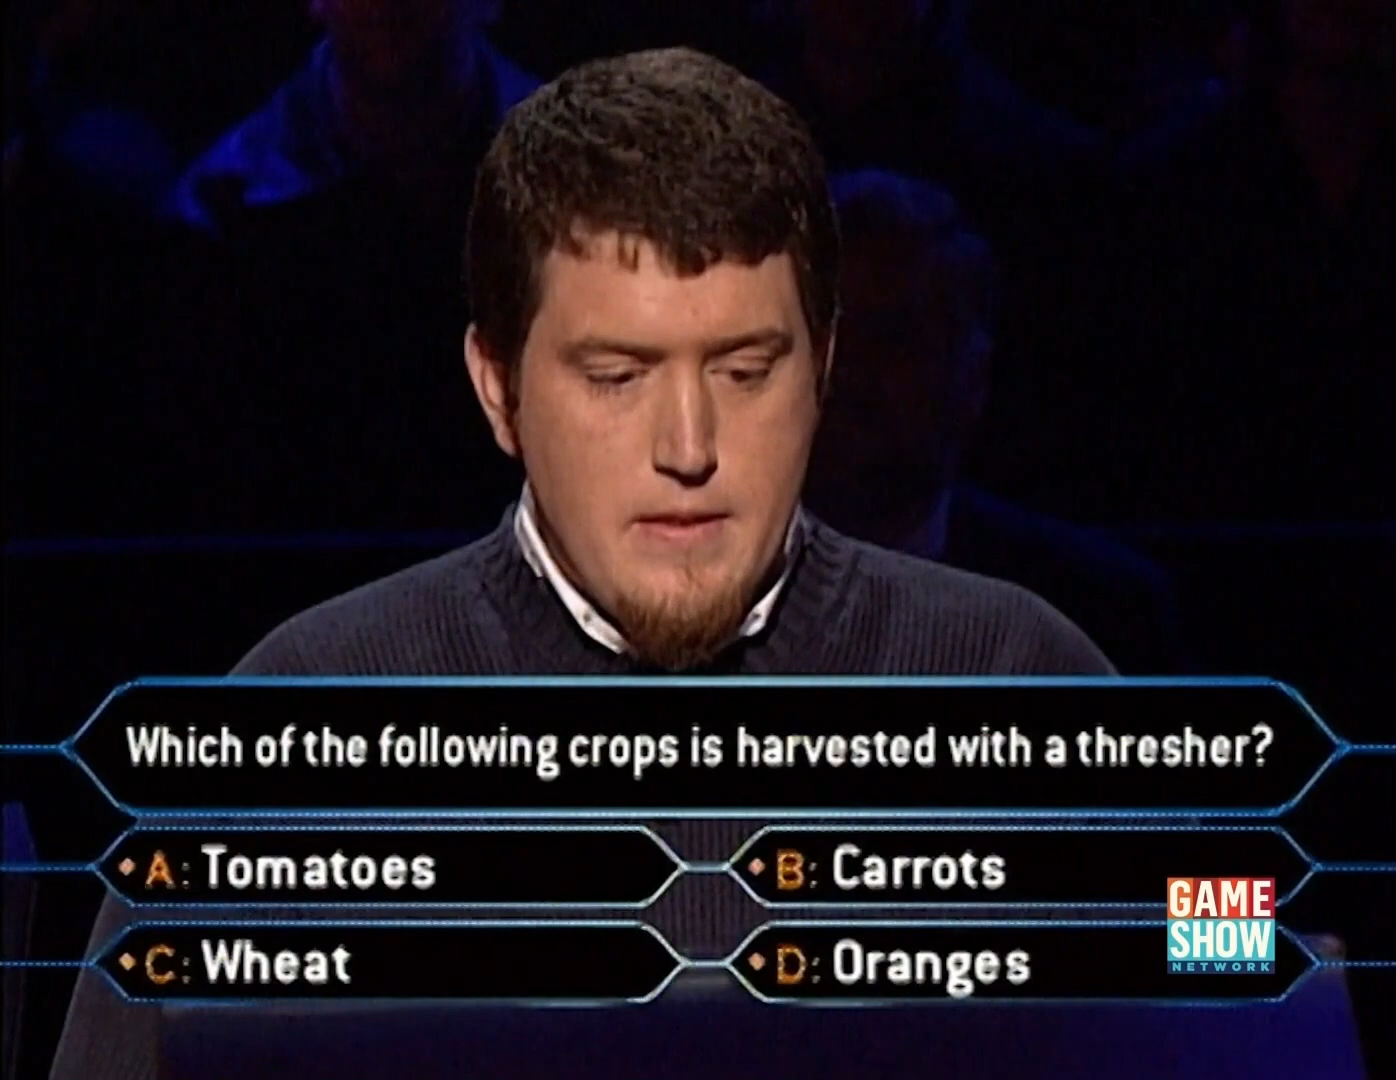 Which of the following crops is harvested with a thresher?
A: Tomatoes
B: Carrots
C: Wheat
D: Oranges
GAME
SHOW
NETWORK